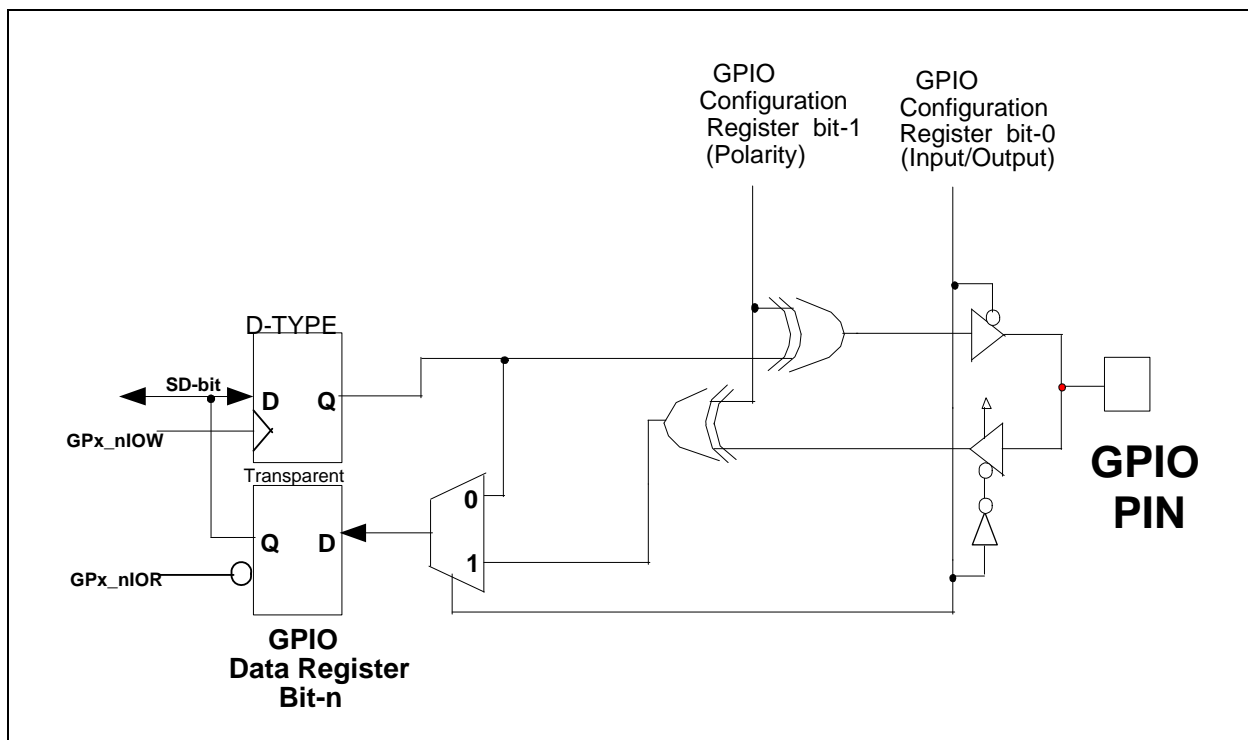 GPIO
Configuration
Register bit-1
(Polarity)
GPIO
Configuration
Register bit-0
(Input/Output)
D-TYPE
SD-bit
D
Q
GPx_nIOW
Transparent
0
Q
D
1
GPx_nIOR
GPIO
Data Register
Bit-n
GPIO
PIN